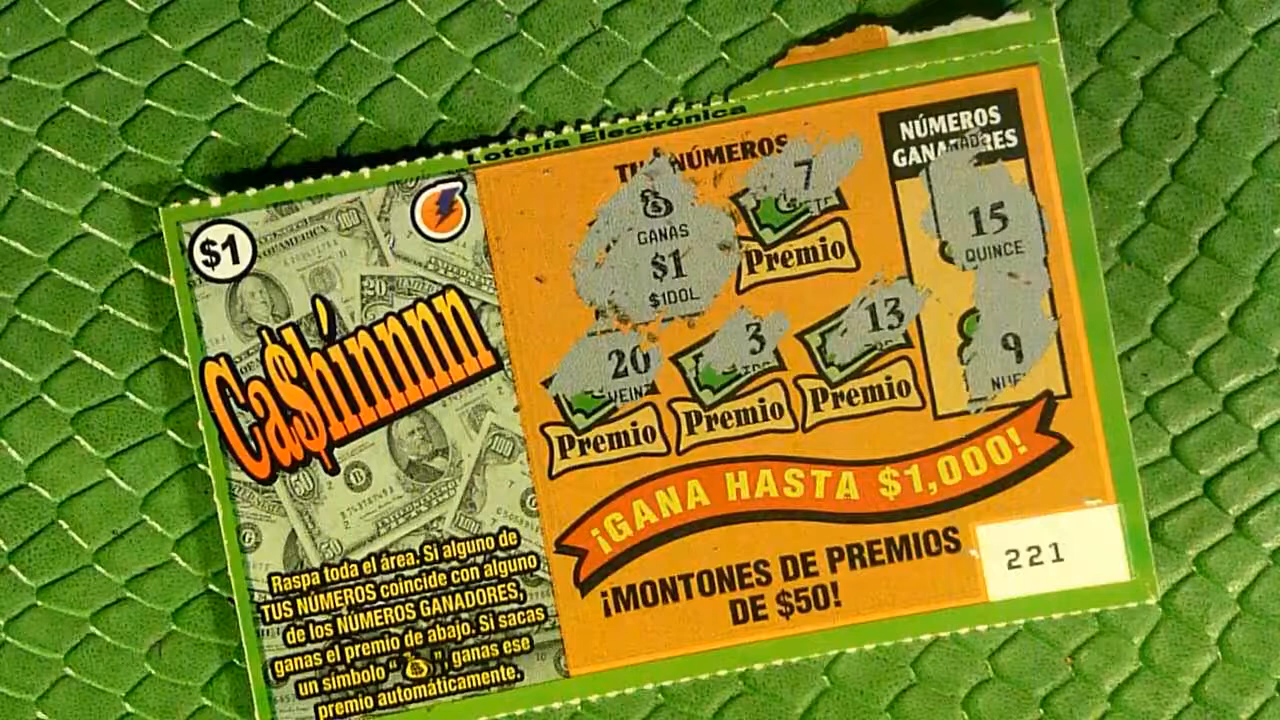 Lotería Electrónica
$1
Ca$hinnnn
Raspa toda el área. Si alguno de
TUS NÚMEROS coincide con alguno
de los NÚMEROS GANADORES,
ganas el premio de abajo. Si sacas
un símbolo “ ”, ganas ese
premio automáticamente.
TU NÚMEROS
GANAS
$1
$1DOL
7
Premio
20
VEIN
Premio
3
Premio
13
Premio
NÚMEROS
15
QUINCE
9
NUE
¡GANA HASTA $1,000!
¡MONTONES DE PREMIOS
DE $50!
221